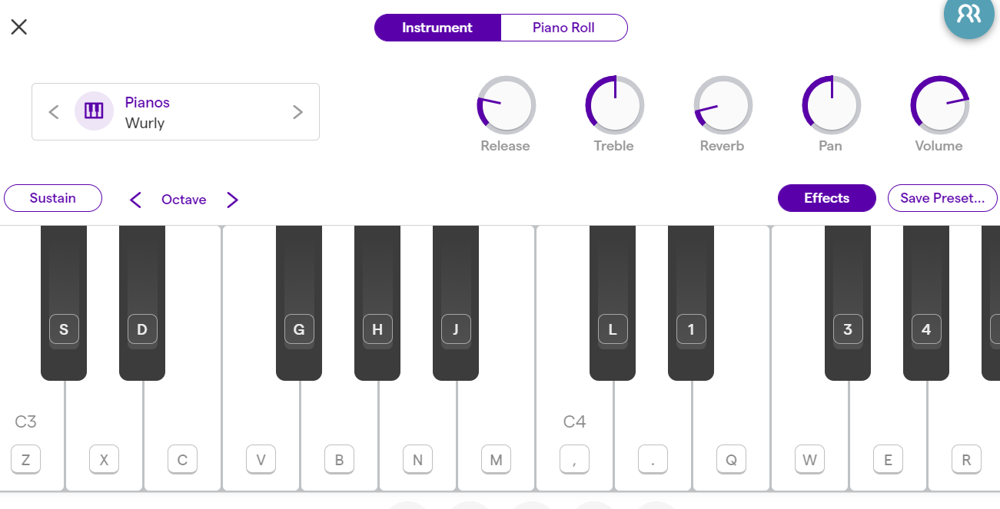 Instrument
Piano Roll
Pianos
Wurly
Release
Treble
Reverb
Pan
Volume
Sustain
Octave
Effects
Save Preset...
S
D
G
H
J
L
1
3
4
C3
C4
Z
X
C
V
B
N
M
,
.
Q
W
E
R